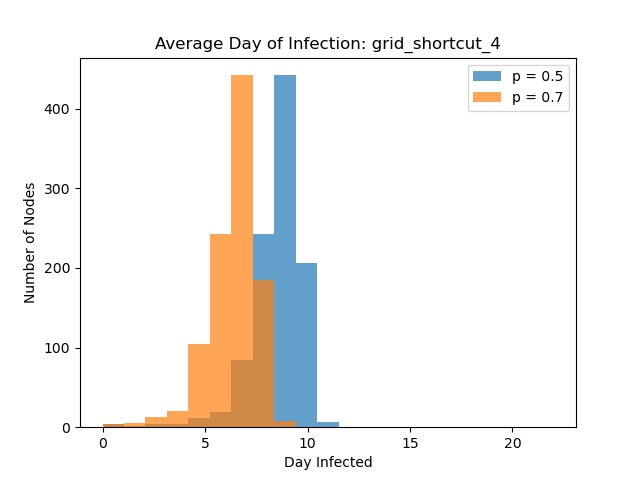 Average Day of Infection: grid_shortcut_4
p = 0.5
p = 0.7
Number of Nodes
400
300
200
100
0
0 5 10 15 20
Day Infected